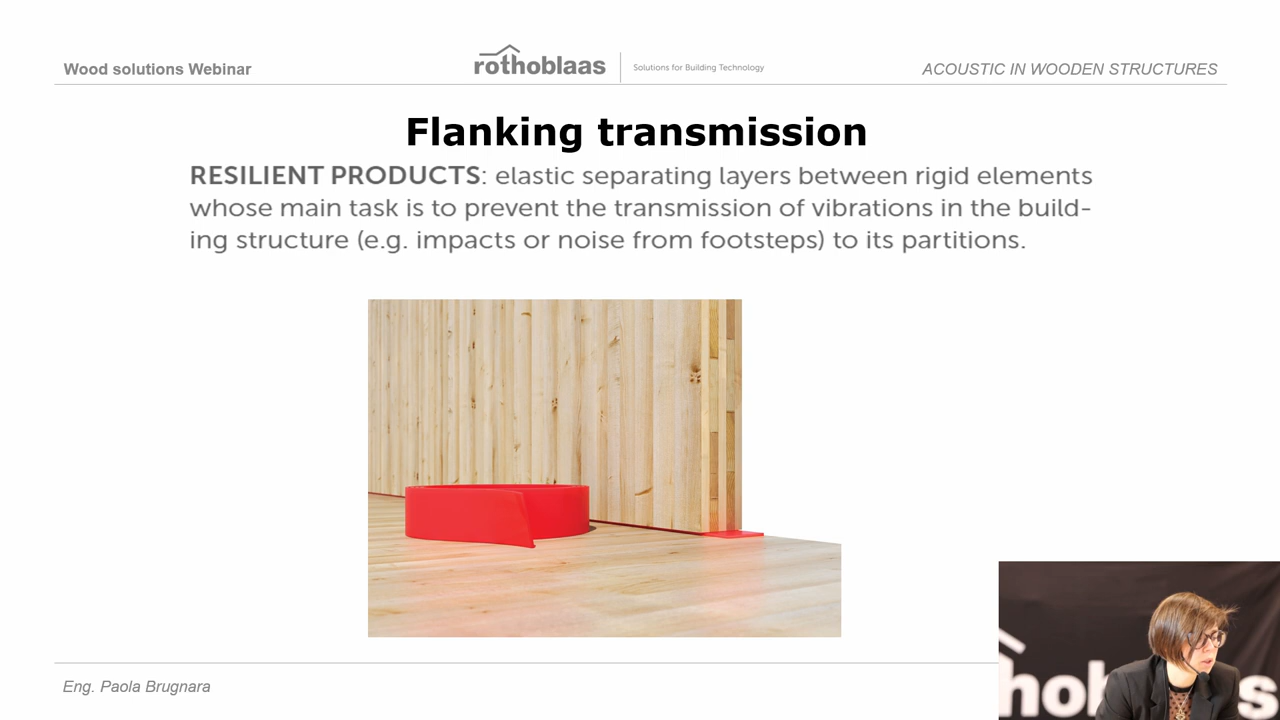 Wood solutions Webinar
rothoblaas
Solutions for Building Technology
ACOUSTIC IN WOODEN STRUCTURES
Flanking transmission
RESILIENT PRODUCTS: elastic separating layers between rigid elements
whose main task is to prevent the transmission of vibrations in the build-
ing structure (e.g. impacts or noise from footsteps) to its partitions.
Eng. Paola Brugnara